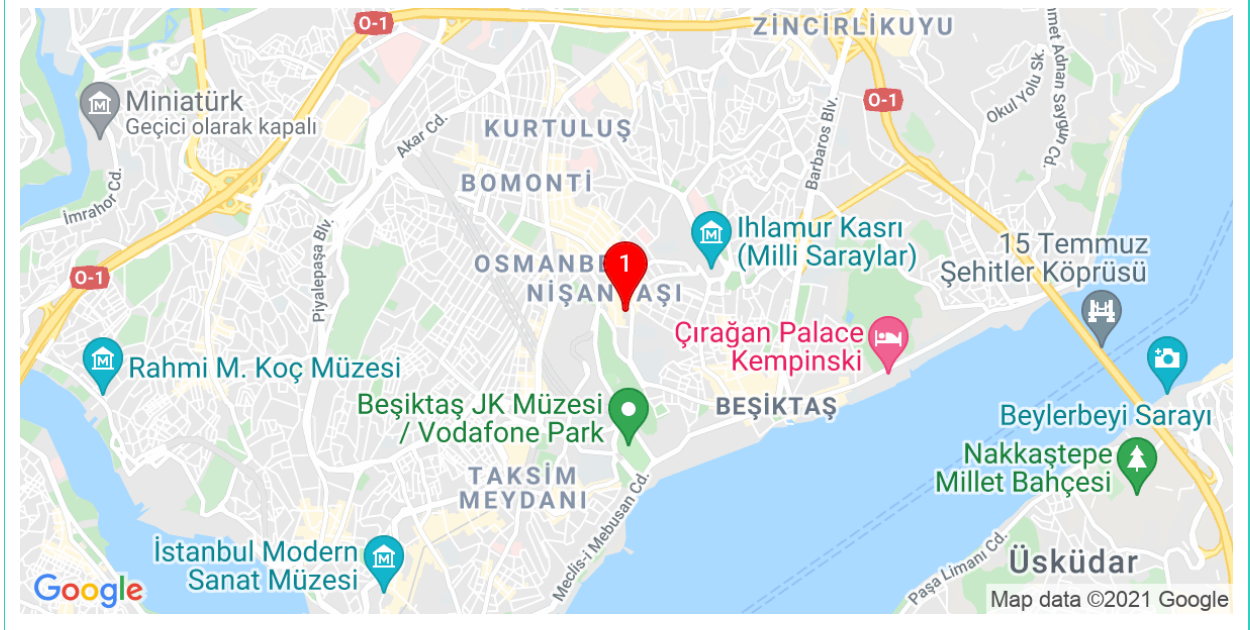 O-1
ZİNCİRLİKUYU
Miniatürk
Geçici olarak kapalı
Akar Cd.
KURTULUŞ
O-1
Okul Yolu Sk.
Barbaros Blv.
BOMONTİ
İmrahor Cd.
Piyalepaşa Blv.
Ihlamur Kasrı
(Milli Saraylar)
15 Temmuz
Şehitler Köprüsü
O-1
1
Çırağan Palace
Kempinski
Rahmi M. Koç Müzesi
Beşiktaş JK Müzesi
/ Vodafone Park
BEŞİKTAŞ
Beylerbeyi Sarayı
Nakkaştepe
Millet Bahçesi
TAKSİM
MEYDANI
Meclis-i Mebusan Cd.
İstanbul Modern
Sanat Müzesi
Paşa Limanı Cd.
Üsküdar
Google
Map data ©2021 Google